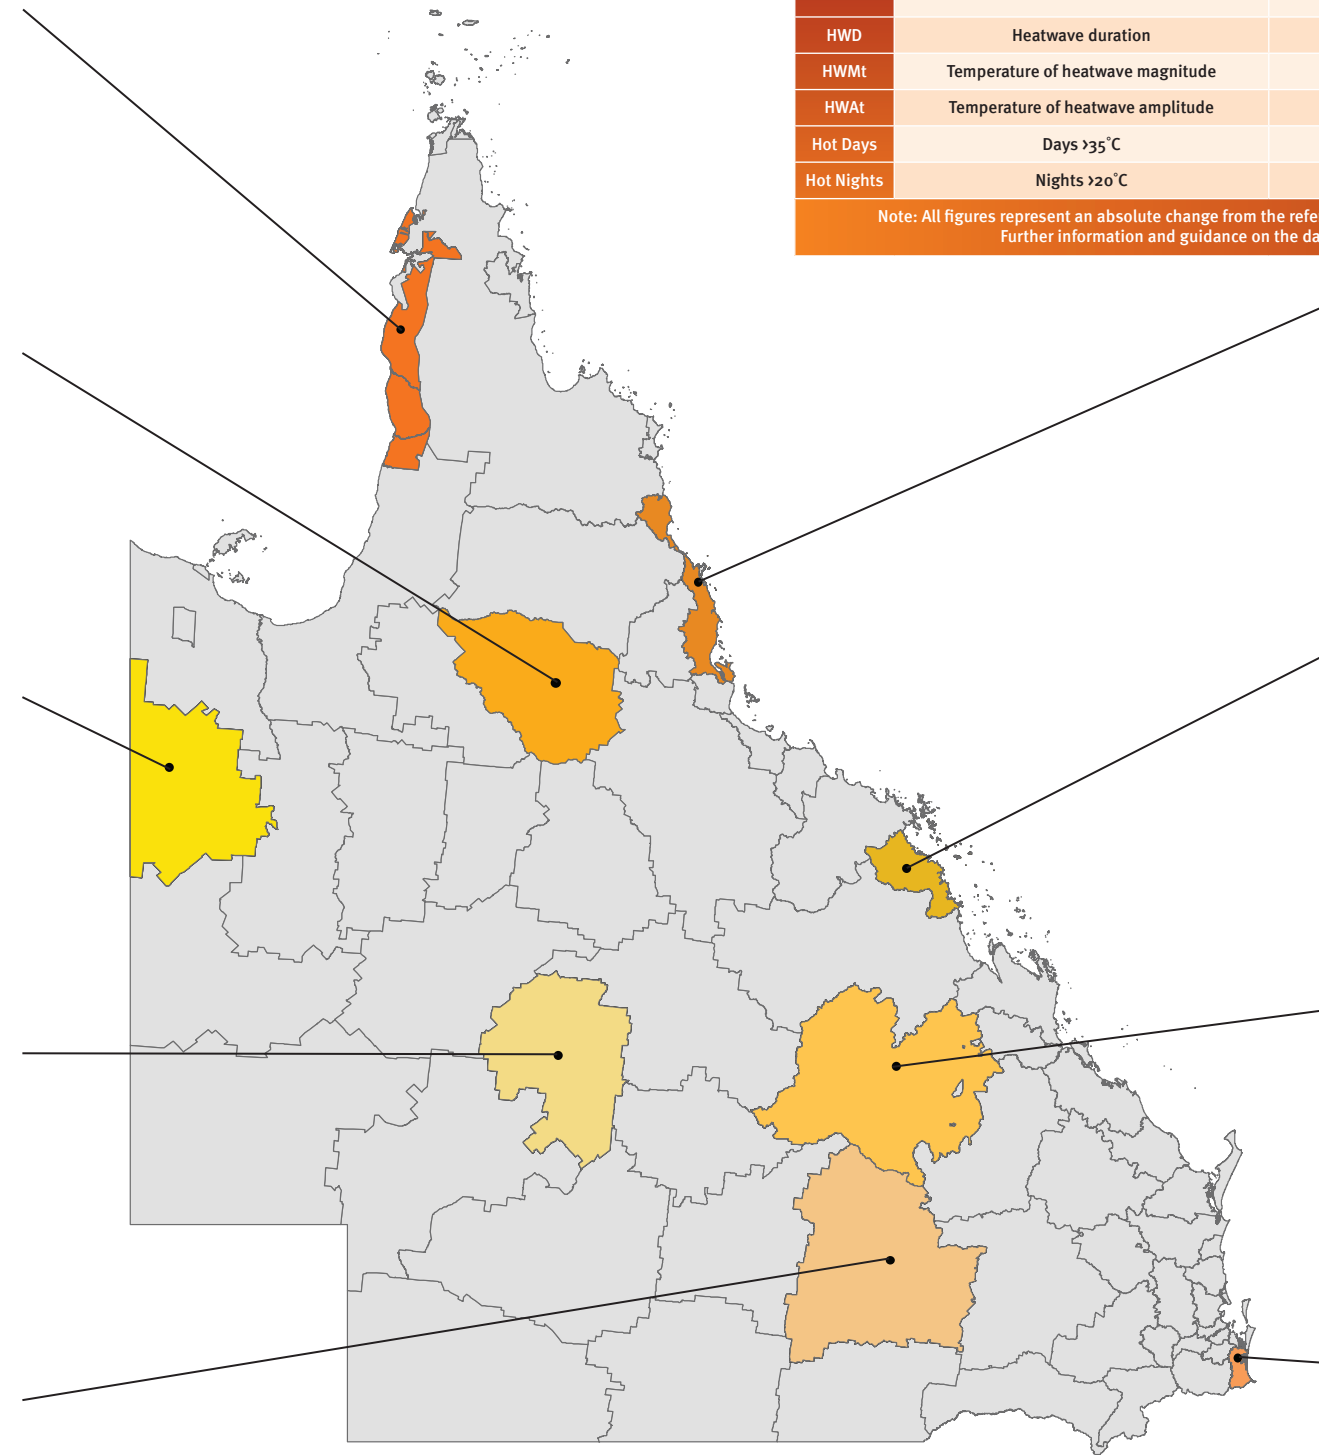 HWD Heatwave duration
HWMt Temperature of heatwave magnitude
HWAt Temperature of heatwave amplitude
Hot Days Days >35°C
Hot Nights Nights >20°C
Note: All figures represent an absolute change from the refe
Further information and guidance on the da